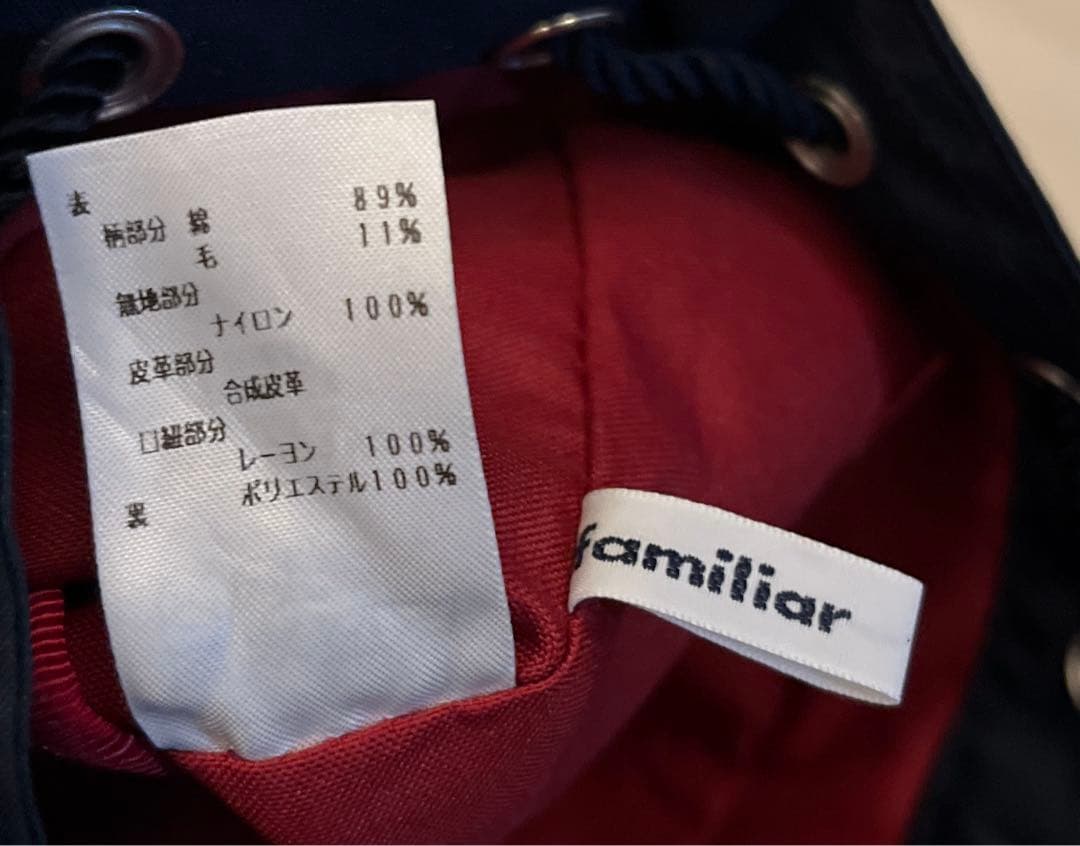 表
柄部分 綿 89%
毛 11%
無地部分
ナイロン 100%
皮革部分
合成皮革
口紐部分
レーヨン 100%
裏 ポリエステル100%
familiar